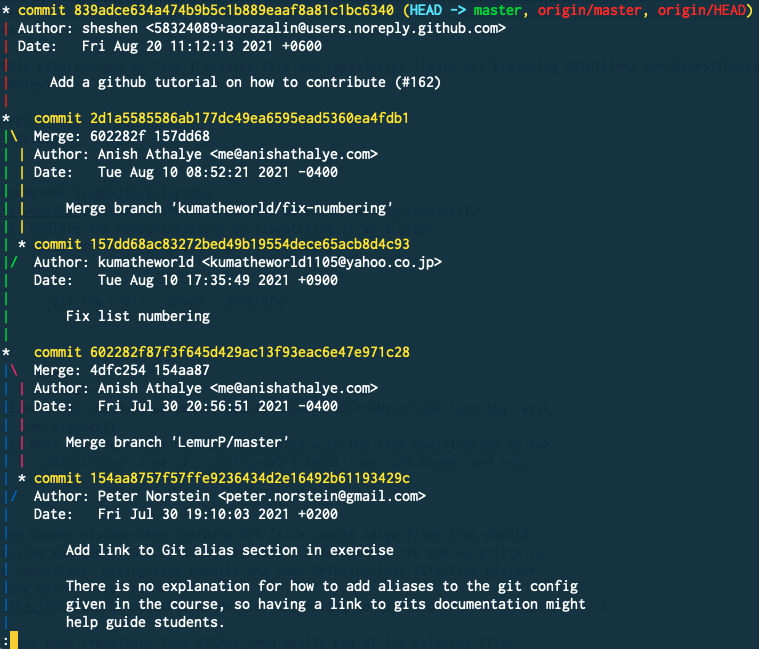 * commit 839adce634a474b9b5c1b889eaaf8a81c1bc6340 (HEAD -> master, origin/master, origin/HEAD)
| Author: sheshen <58324089+aorazalin@users.noreply.github.com>
| Date:   Fri Aug 20 11:12:13 2021 +0600
|
|     Add a github tutorial on how to contribute (#162)
|
*   commit 2d1a5585586ab177dc49ea6595ead5360ea4fdb1
|\  Merge: 602282f 157dd68
| | Author: Anish Athalye <me@anishathalye.com>
| | Date:   Tue Aug 10 08:52:21 2021 -0400
| |
| |     Merge branch 'kumatheworld/fix-numbering'
| |
| * commit 157dd68ac83272bed49b19554dece65acb8d4c93
|/  Author: kumatheworld <kumatheworld1105@yahoo.co.jp>
|   Date:   Tue Aug 10 17:35:49 2021 +0900
|
|       Fix list numbering
|
*   commit 602282f87f3f645d429ac13f93eac6e47e971c28
|\  Merge: 4dfc254 154aa87
| | Author: Anish Athalye <me@anishathalye.com>
| | Date:   Fri Jul 30 20:56:51 2021 -0400
| |
| |     Merge branch 'LemurP/master'
| |
| * commit 154aa8757f57ffe9236434d2e16492b61193429c
|/  Author: Peter Norstein <peter.norstein@gmail.com>
|   Date:   Fri Jul 30 19:10:03 2021 +0200
|
|       Add link to Git alias section in exercise
|
|       There is no explanation for how to add aliases to the git config
|       given in the course, so having a link to gits documentation might
|       help guide students.
: